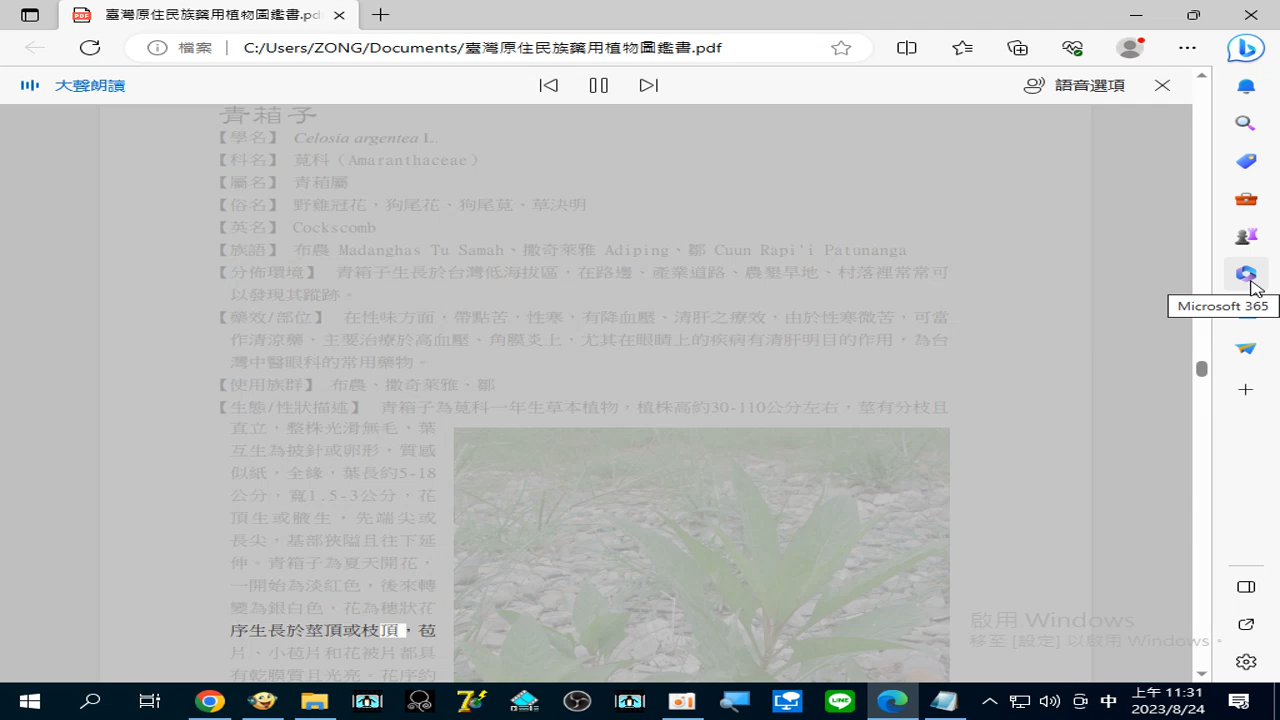 臺灣原住民族藥用植物圖鑑書.pd
檔案
C:/Users/ZONG/Documents/臺灣原住民族藥用植物圖鑑書.pdf
大聲朗讀
語音選項
青葙子
【學名】 Celosia argentea L.
【科名】 莧科（Amaranthaceae）
【屬名】 青葙屬
【俗名】 野雞冠花、狗尾花、狗尾莧、草決明
【英名】 Cockscomb
【族語】 布農 Madanghas Tu Samah、撒奇萊雅 Adiping、鄒 Cuun Rapi'i Patunanga
【分佈環境】 青葙子生長於台灣低海拔區，在路邊、產業道路、農墾旱地、村落裡常常可
以發現其蹤跡。
【藥效/部位】 在性味方面，帶點苦，性寒，有降血壓、清肝之療效，由於性寒微苦，可當
作清涼藥，主要治療於高血壓、角膜炎上，尤其在眼睛上的疾病有清肝明目的作用，為台
灣中醫眼科的常用藥物。
【使用族群】 布農、撒奇萊雅、鄒
【生態/性狀描述】 青葙子為莧科一年生草本植物，植株高約30-110公分左右，莖有分枝且
直立，整株光滑無毛、葉
互生為披針或卵形，質感
似紙，全緣，葉長約5-18
公分，寬1.5-3公分，花
頂生或腋生，先端尖或
長尖，基部狹隘且往下延
伸。青葙子為夏天開花，
一開始為淡紅色，後來轉
變為銀白色，花為穗狀花
序生長於莖頂或枝頂，苞
片、小苞片和花被片都具
有乾膜質且光亮。花序約
Microsoft 365
啟用 Windows
移至 [設定] 以啟用 Windows。
中
上午 11:31
2023/8/24
LINE